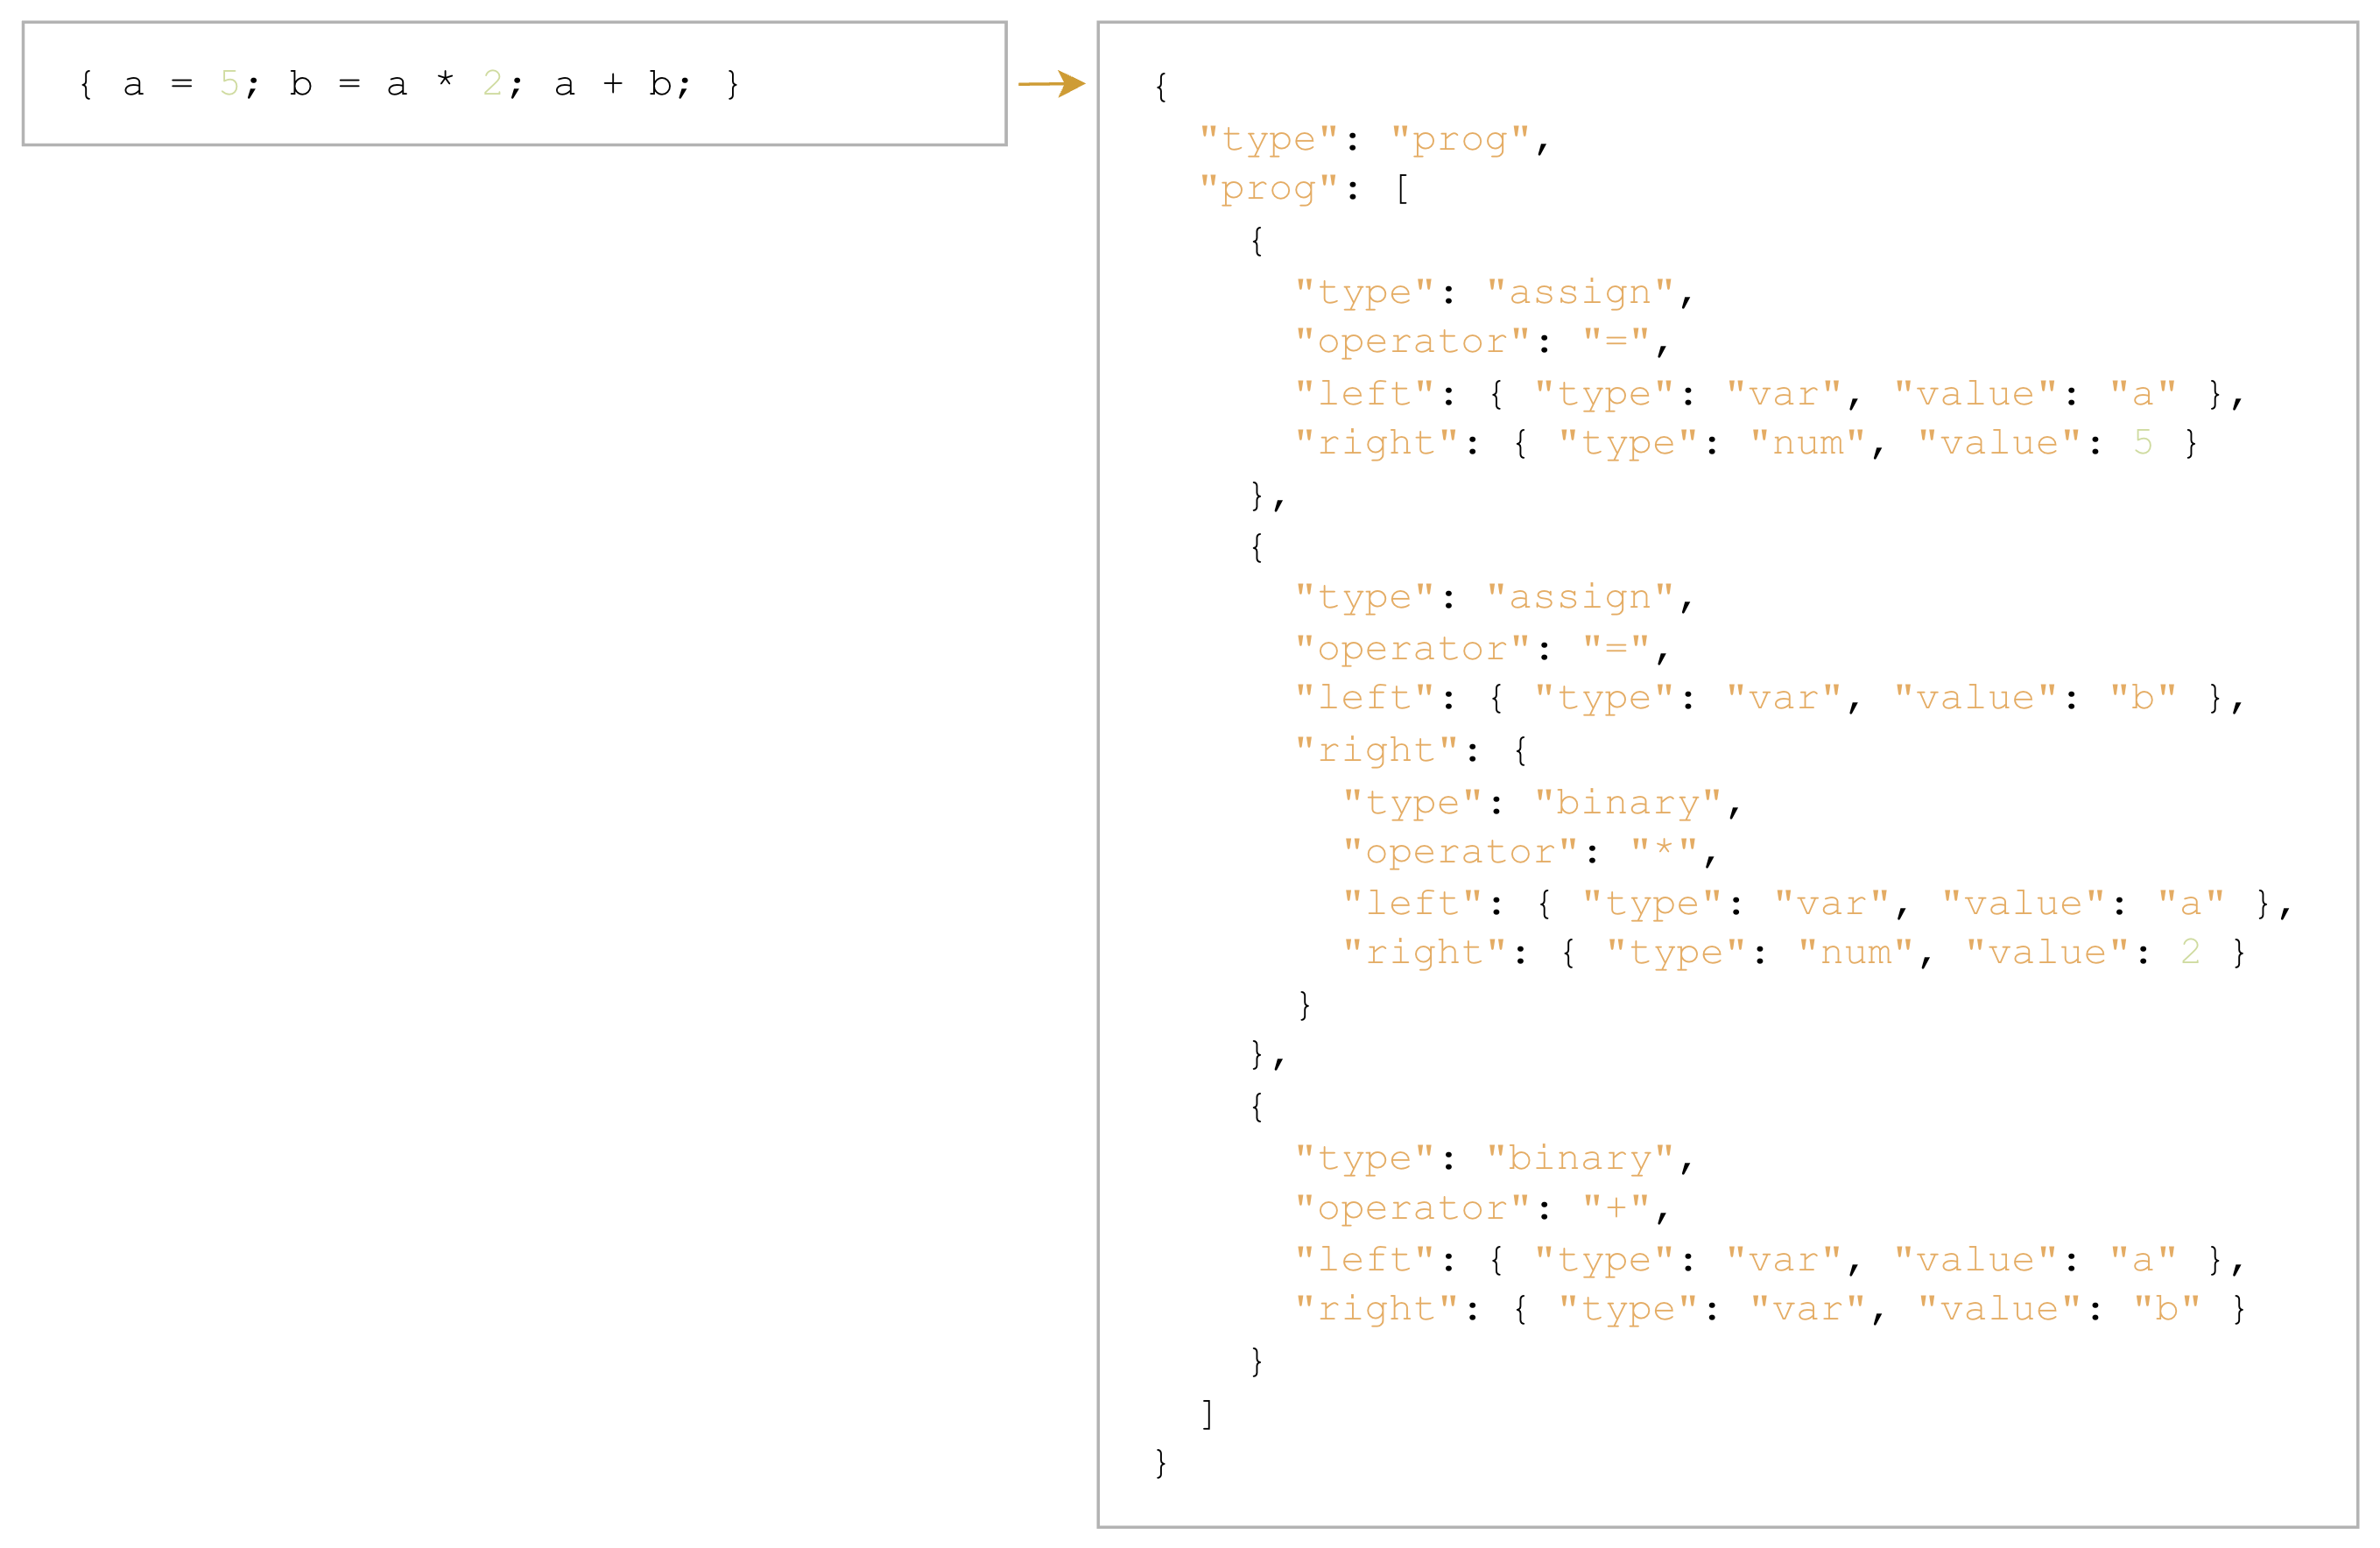 { a = 5; b = a * 2; a + b; }
{
  "type": "prog",
  "prog": [
    {
      "type": "assign",
      "operator": "=",
      "left": { "type": "var", "value": "a" },
      "right": { "type": "num", "value": 5 }
    },
    {
      "type": "assign",
      "operator": "=",
      "left": { "type": "var", "value": "b" },
      "right": {
        "type": "binary",
        "operator": "*",
        "left": { "type": "var", "value": "a" },
        "right": { "type": "num", "value": 2 }
      }
    },
    {
      "type": "binary",
      "operator": "+",
      "left": { "type": "var", "value": "a" },
      "right": { "type": "var", "value": "b" }
    }
  ]
}